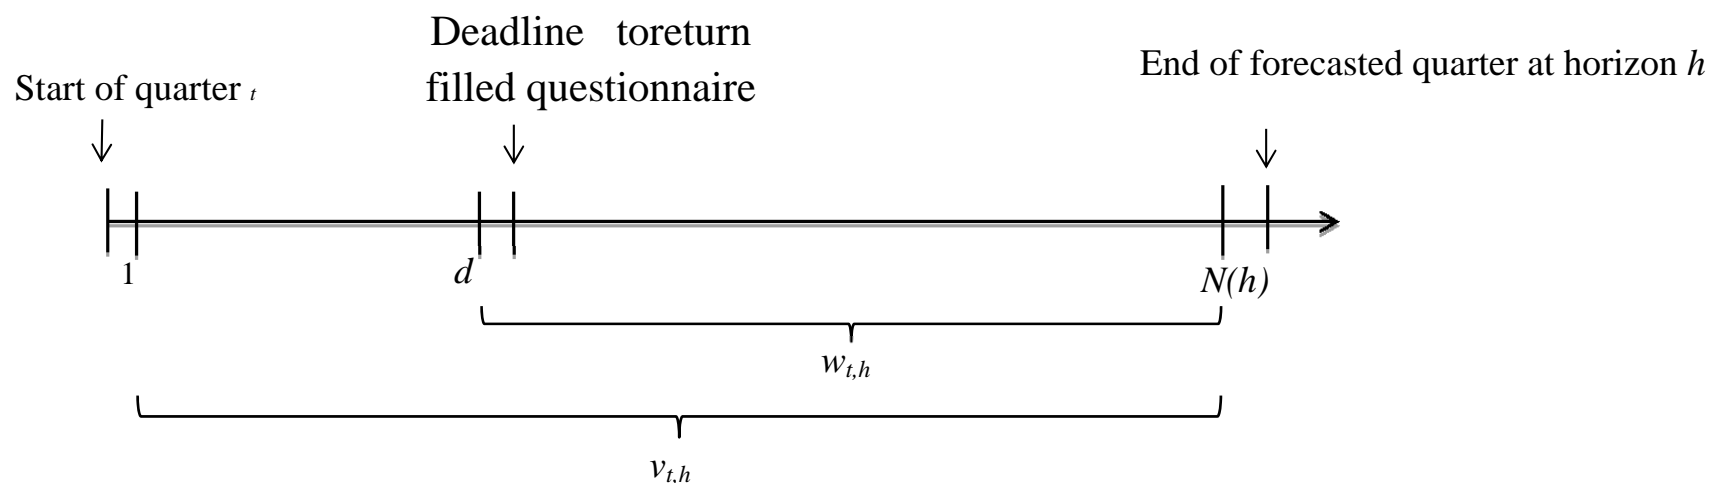 Deadline toreturn
filled questionnaire
Start of quarter t
End of forecasted quarter at horizon h
1
d
N(h)
w_{t,h}
v_{t,h}